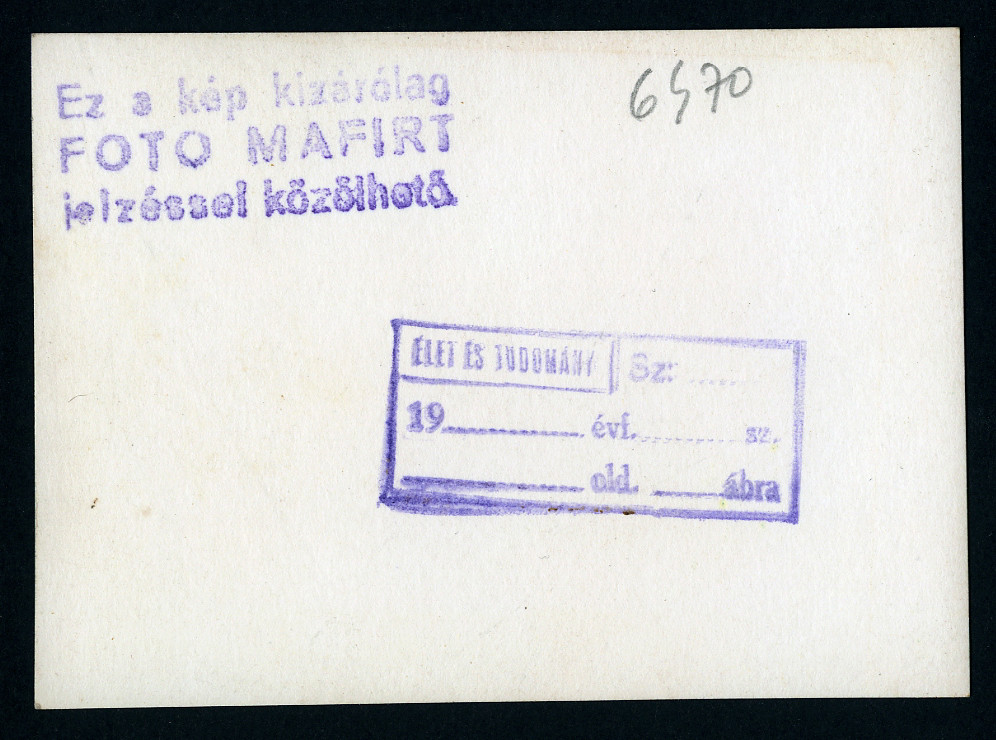 Ez a kép kizárólag
FOTO MAFIRT
jelzéssel közölhető.
6570
ÉLET ÉS TUDOMÁNY Sz: ......
19............ évf. ............ sz.
............ old. ......ábra